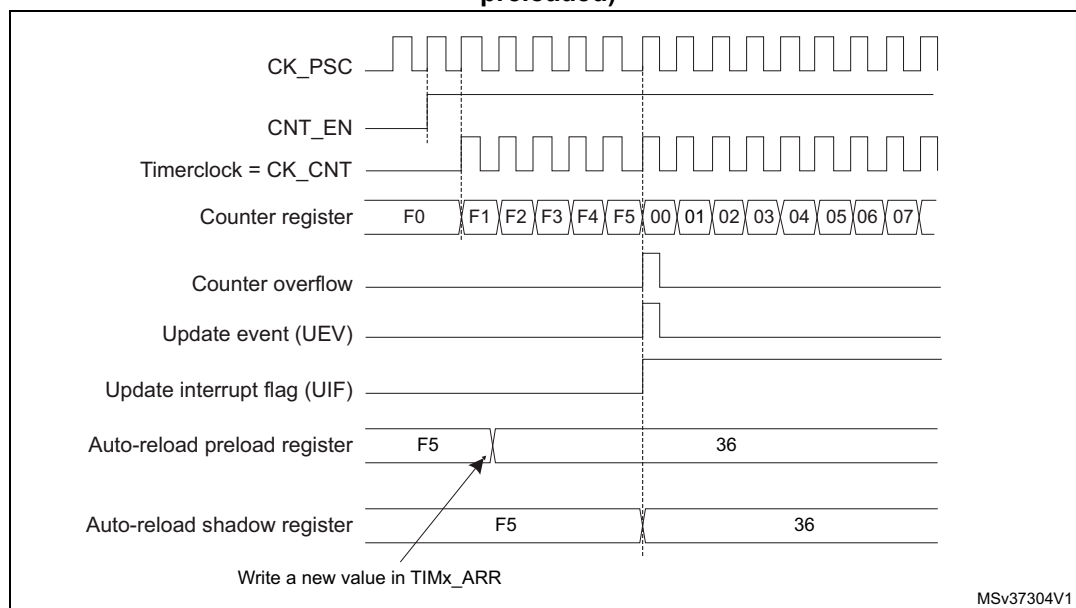 preloaded)
CK_PSC
CNT_EN
Timerclock = CK_CNT
Counter register F0 F1 F2 F3 F4 F5 00 01 02 03 04 05 06 07
Counter overflow
Update event (UEV)
Update interrupt flag (UIF)
Auto-reload preload register F5 36
Auto-reload shadow register F5 36
Write a new value in TIMx_ARR
MSv37304V1